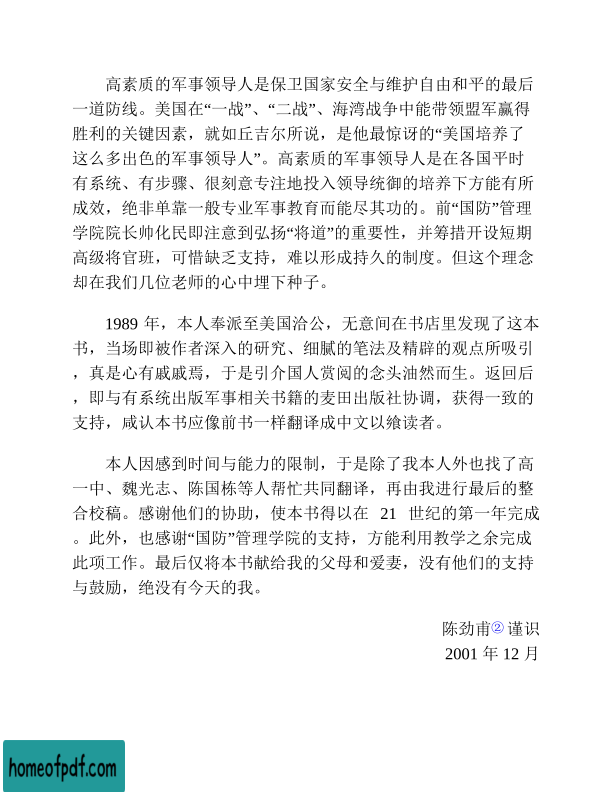 高素质的军事领导人是保卫国家安全与维护自由和平的最后
一道防线。美国在“一战”、“二战”、海湾战争中能带领盟军赢得
胜利的关键因素，就如丘吉尔所说，是他最惊讶的“美国培养了
这么多出色的军事领导人”。高素质的军事领导人是在各国平时
有系统、有步骤、很刻意专注地投入领导统御的培养下方能有所
成效，绝非单靠一般专业军事教育而能尽其功的。前“国防”管理
学院院长帅化民即注意到弘扬“将道”的重要性，并筹措开设短期
高级将官班，可惜缺乏支持，难以形成持久的制度。但这个理念
却在我们几位老师的心中埋下种子。
1989 年，本人奉派至美国洽公，无意间在书店里发现了这本
书，当场即被作者深入的研究、细腻的笔法及精辟的观点所吸引
，真是心有戚戚焉，于是引介国人赏阅的念头油然而生。返回后
，即与有系统出版军事相关书籍的麦田出版社协调，获得一致的
支持，咸认本书应像前书一样翻译成中文以飨读者。
本人因感到时间与能力的限制，于是除了我本人外也找了高
一中、魏光志、陈国栋等人帮忙共同翻译，再由我进行最后的整
合校稿。感谢他们的协助，使本书得以在 21 世纪的第一年完成
。此外，也感谢“国防”管理学院的支持，方能利用教学之余完成
此项工作。最后仅将本书献给我的父母和爱妻，没有他们的支持
与鼓励，绝没有今天的我。
陈劲甫② 谨识
2001 年 12 月
homeofpdf.com